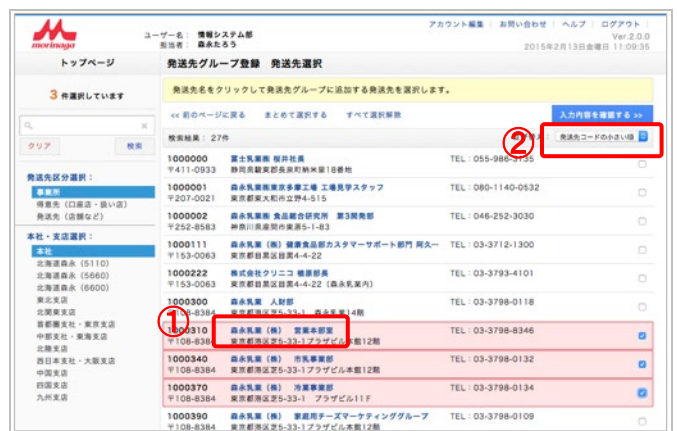 アカウント編集 お問い合わせ ヘルプ ログアウト
morinaga
ユーザー名: 情報システム部
担当者: 森永たろう
Ver.2.0.0
2015年2月13日金曜日 11:09:35
トップページ
発送先グループ登録 発送先選択
3 件選択しています
発送先名をクリックして発送先グループに追加する発送先を選択します。
<< 前のページに戻る まとめて選択する すべて選択解除
入力内容を確認する >>
クリア 検索
検索結果: 27件
②
発送先コードの小さい順
発送先区分選択:
事業所
得意先(口座店・扱い店)
発送先(店舗など)
本社・支店選択:
本社
北海道森永(5110)
北海道森永(5660)
北海道森永(6600)
東北支店
北関東支店
首都圏支社・東京支店
中部支社・東海支店
北陸支店
西日本支社・大阪支店
中国支店
四国支店
九州支店
1000000 富士乳業㈱ 桜井社長 TEL:055-986-3135
〒411-0933 静岡県駿東郡長泉町納米里18番地
1000001 森永乳業㈱東京多摩工場 工場見学スタッフ TEL:080-1140-0532
〒207-0021 東京都東大和市立野4-515
1000002 森永乳業㈱ 食品総合研究所 第3開発部 TEL:046-252-3030
〒252-8583 神奈川県座間市東原5-1-83
1000111 森永乳業(株)健康食品部カスタマーサポート部門 TEL:03-3712-1300
〒153-0063 東京都目黒区目黒4-4-22
1000222 株式会社クリニコ TEL:03-3793-4101
〒153-0063 東京都目黒区目黒4-4-22(森永乳業内)
1000300 森永乳業 人財部 TEL:03-3798-0118
〒108-8384 東京都港区芝5-33-1 森永乳業14階
①
1000310 森永乳業(株) 営業本部室 TEL:03-3798-8346
〒108-8384 東京都港区芝5-33-1プラザビル本館12階
1000340 森永乳業(株) 市乳事業部 TEL:03-3798-0132
〒108-8384 東京都港区芝5-33-1プラザビル本館12階
1000370 森永乳業(株) 冷菓事業部 TEL:03-3798-0134
〒108-8384 東京都港区芝5-33-1 プラザビル11F
1000390 森永乳業(株) 家庭用チーズマーケティンググループ TEL:03-3798-0109
〒108-8384 東京都港区芝5-33-1プラザビル本館12階